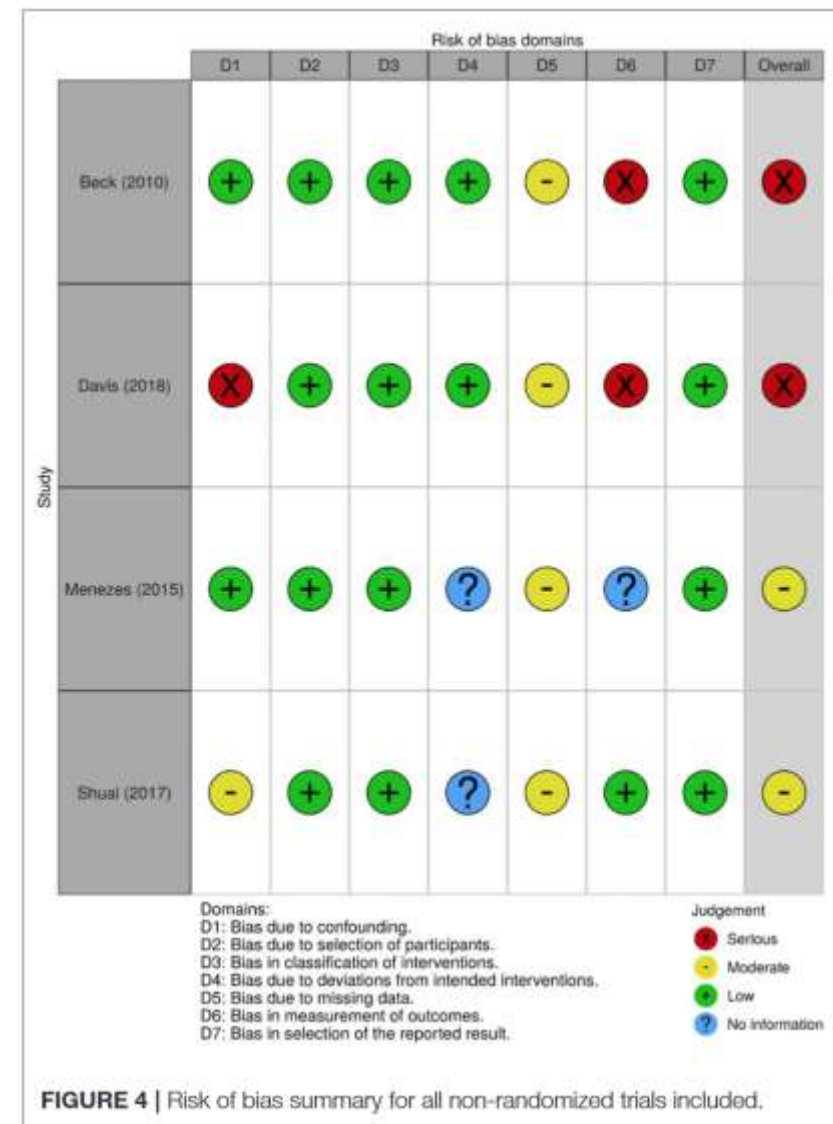 Risk of bias domains
D1 D2 D3 D4 D5 D6 D7 Overall
Study
Beck (2010) + + + + - X + X
Davis (2018) X + + + - X + X
Menezes (2015) + + + ? - ? + -
Shuai (2017) - + + ? - + + -
Domains:
D1: Bias due to confounding.
D2: Bias due to selection of participants.
D3: Bias in classification of interventions.
D4: Bias due to deviations from intended interventions.
D5: Bias due to missing data.
D6: Bias in measurement of outcomes.
D7: Bias in selection of the reported result.
Judgement
X Serious
- Moderate
+ Low
? No information
FIGURE 4 | Risk of bias summary for all non-randomized trials included.